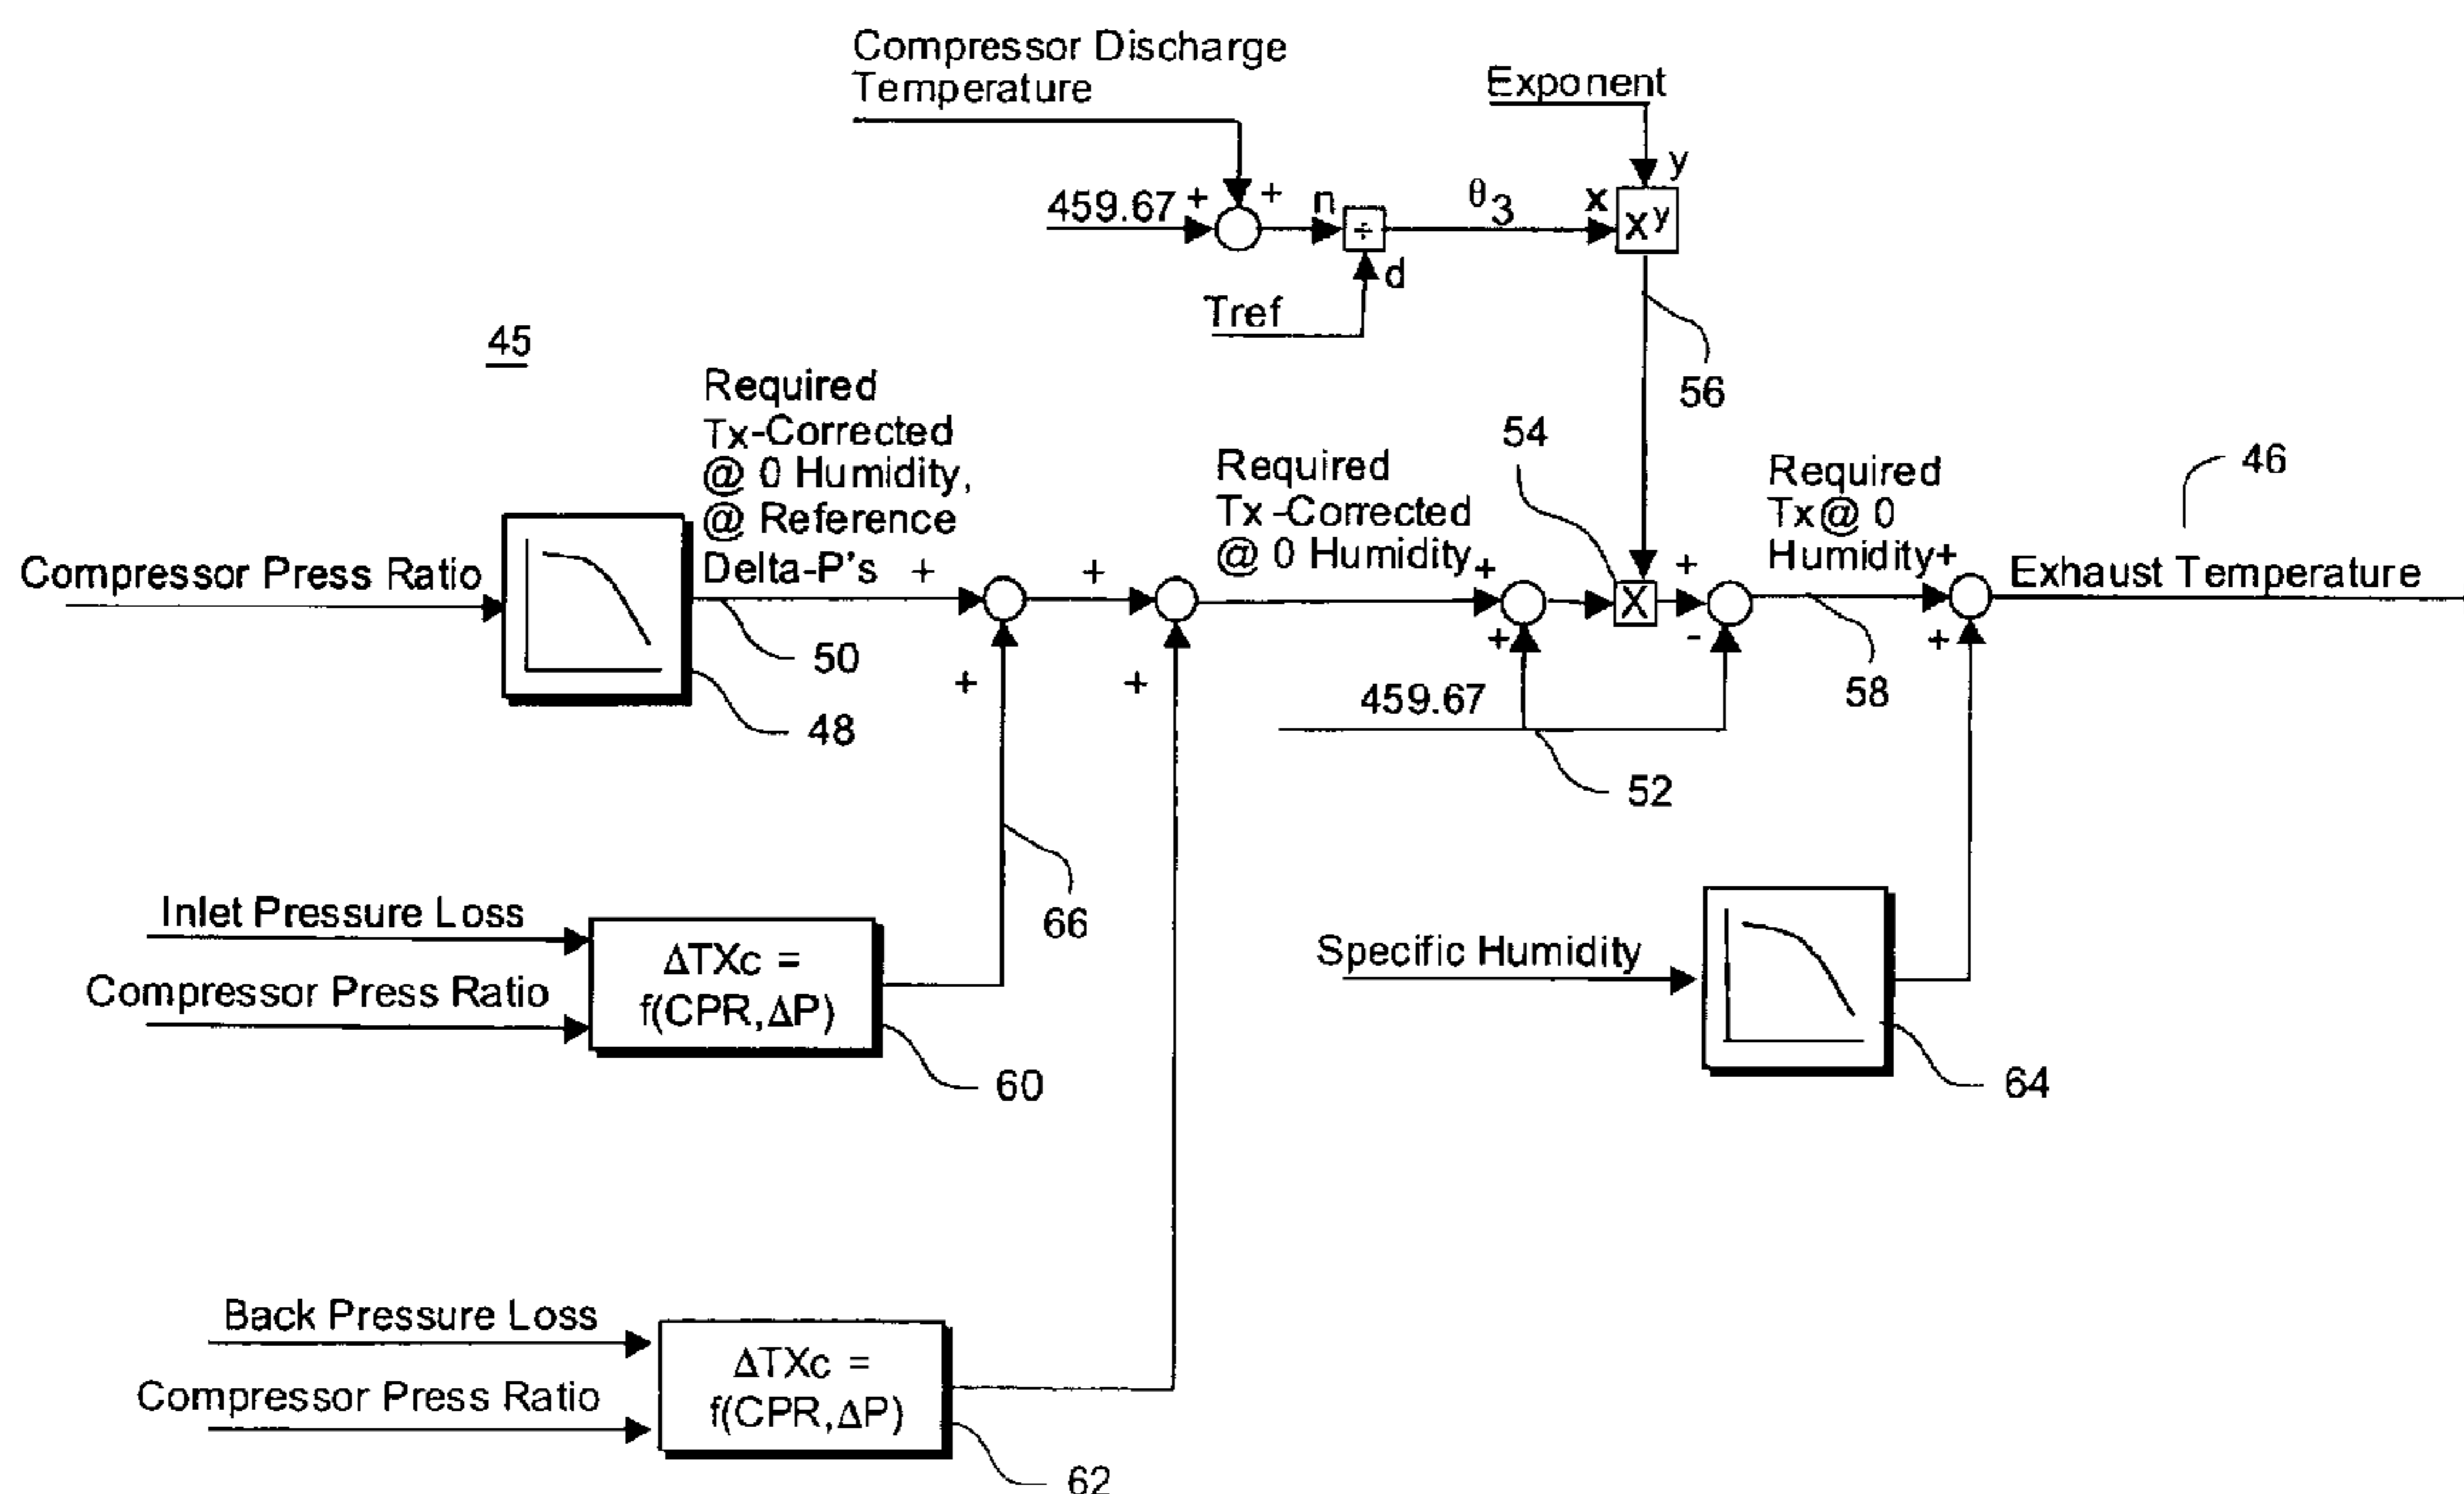 Compressor Discharge
Temperature
Exponent
y
459.67
+
+
n
÷
d
θ3
x
xy
Tref
45
56
Required
Tx-Corrected
@ 0 Humidity,
@ Reference
Delta-P's
+
+
Compressor Press Ratio
50
48
+
+
Required
Tx-Corrected
@ 0 Humidity
+
+
54
X
+
-
459.67
52
Required
Tx@ 0
Humidity
+
+
58
46
Exhaust Temperature
66
Inlet Pressure Loss
Compressor Press Ratio
ΔTXc =
f(CPR,ΔP)
60
Specific Humidity
64
Back Pressure Loss
Compressor Press Ratio
ΔTXc =
f(CPR,ΔP)
62